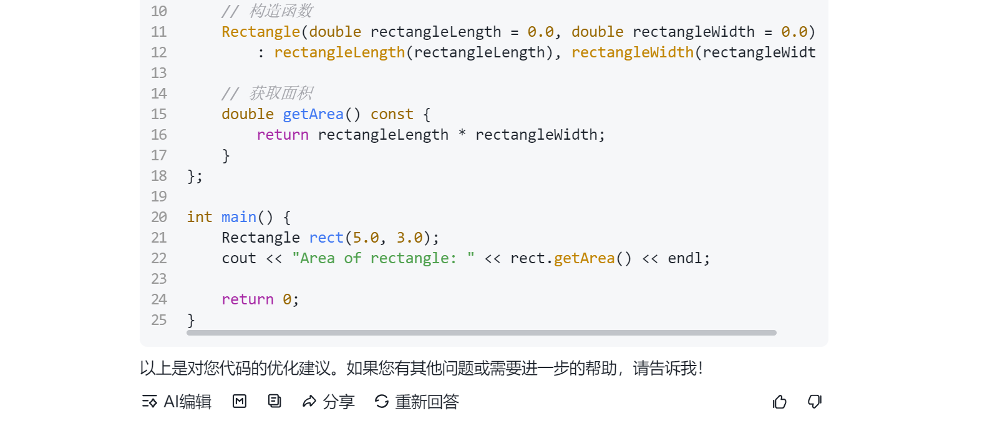 10 // 构造函数
11 Rectangle(double rectangleLength = 0.0, double rectangleWidth = 0.0)
12 : rectangleLength(rectangleLength), rectangleWidth(rectangleWidt
13
14 // 获取面积
15 double getArea() const {
16 return rectangleLength * rectangleWidth;
17 }
18 };
19
20 int main() {
21 Rectangle rect(5.0, 3.0);
22 cout << "Area of rectangle: " << rect.getArea() << endl;
23
24 return 0;
25 }
以上是对您代码的优化建议。如果您有其他问题或需要进一步的帮助，请告诉我！
AI编辑 分享 重新回答